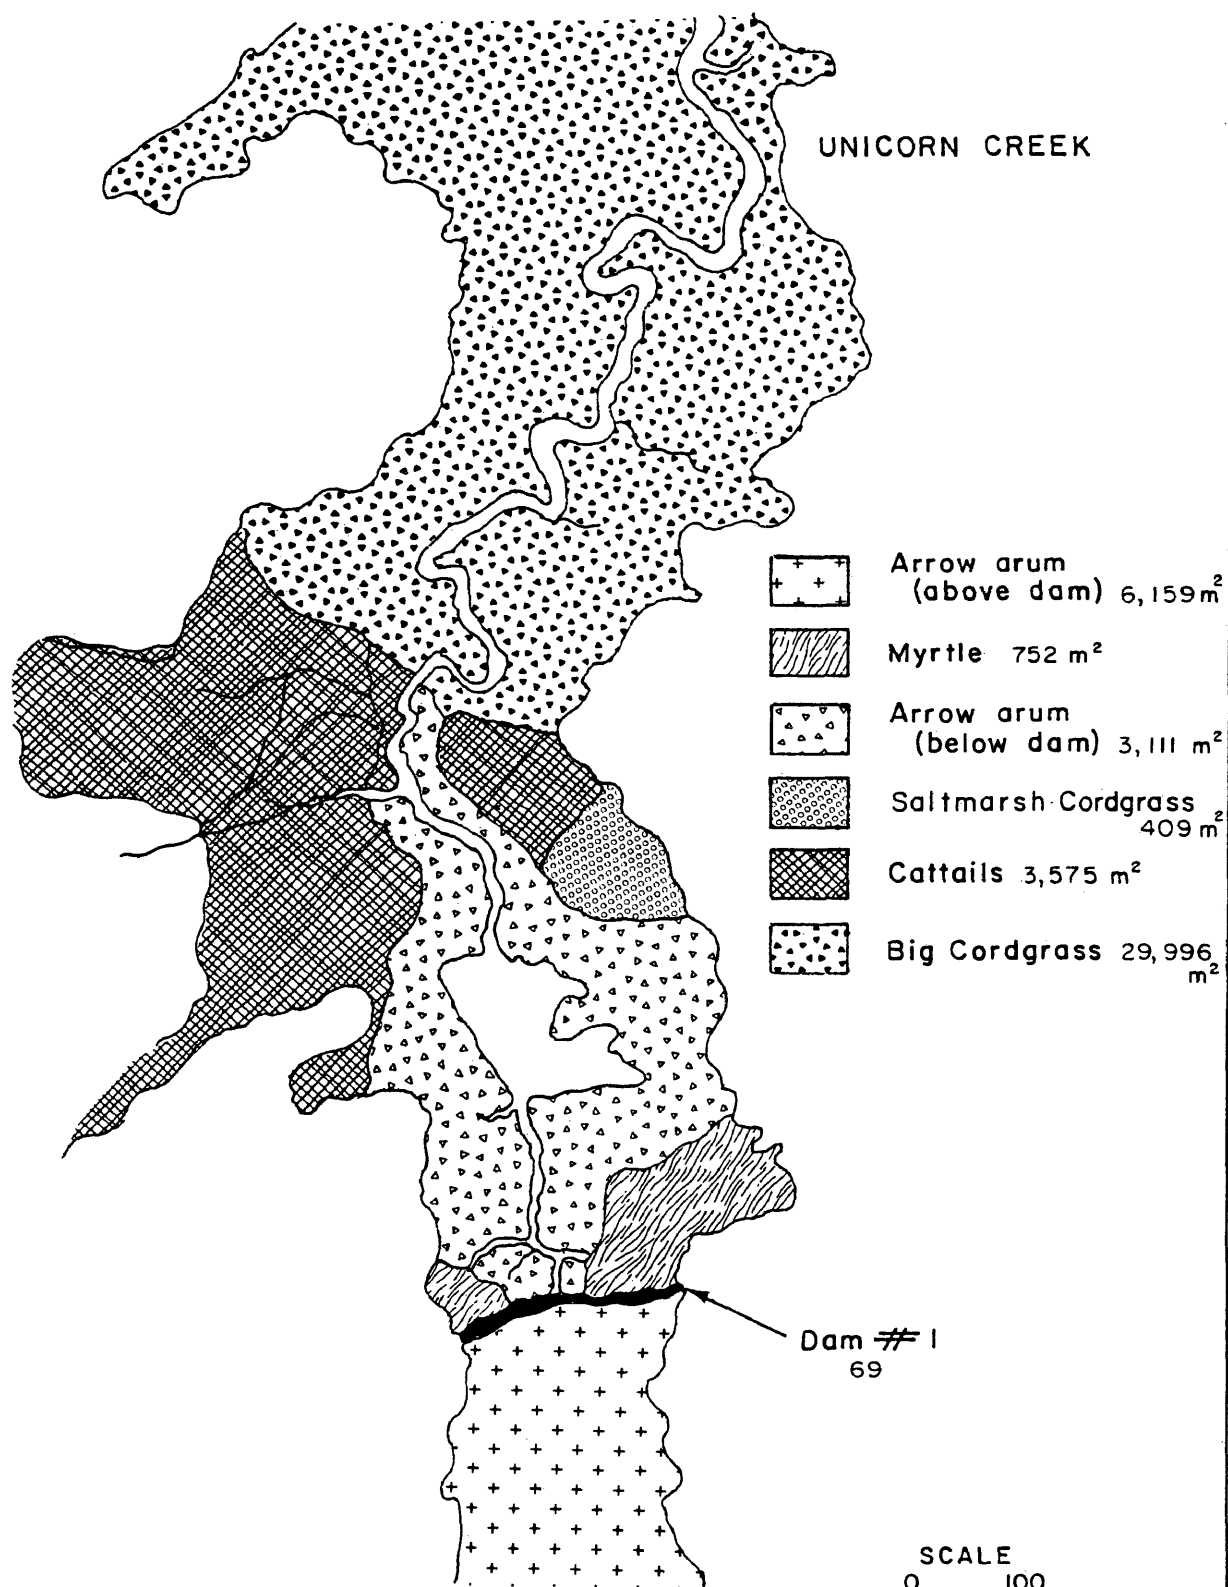 UNICORN CREEK
Arrow arum
(above dam) 6,159 m²
Myrtle 752 m²
Arrow arum
(below dam) 3,111 m²
Saltmarsh Cordgrass
409 m²
Cattails 3,575 m²
Big Cordgrass 29,996
m²
Dam # 1
69
SCALE
0 100